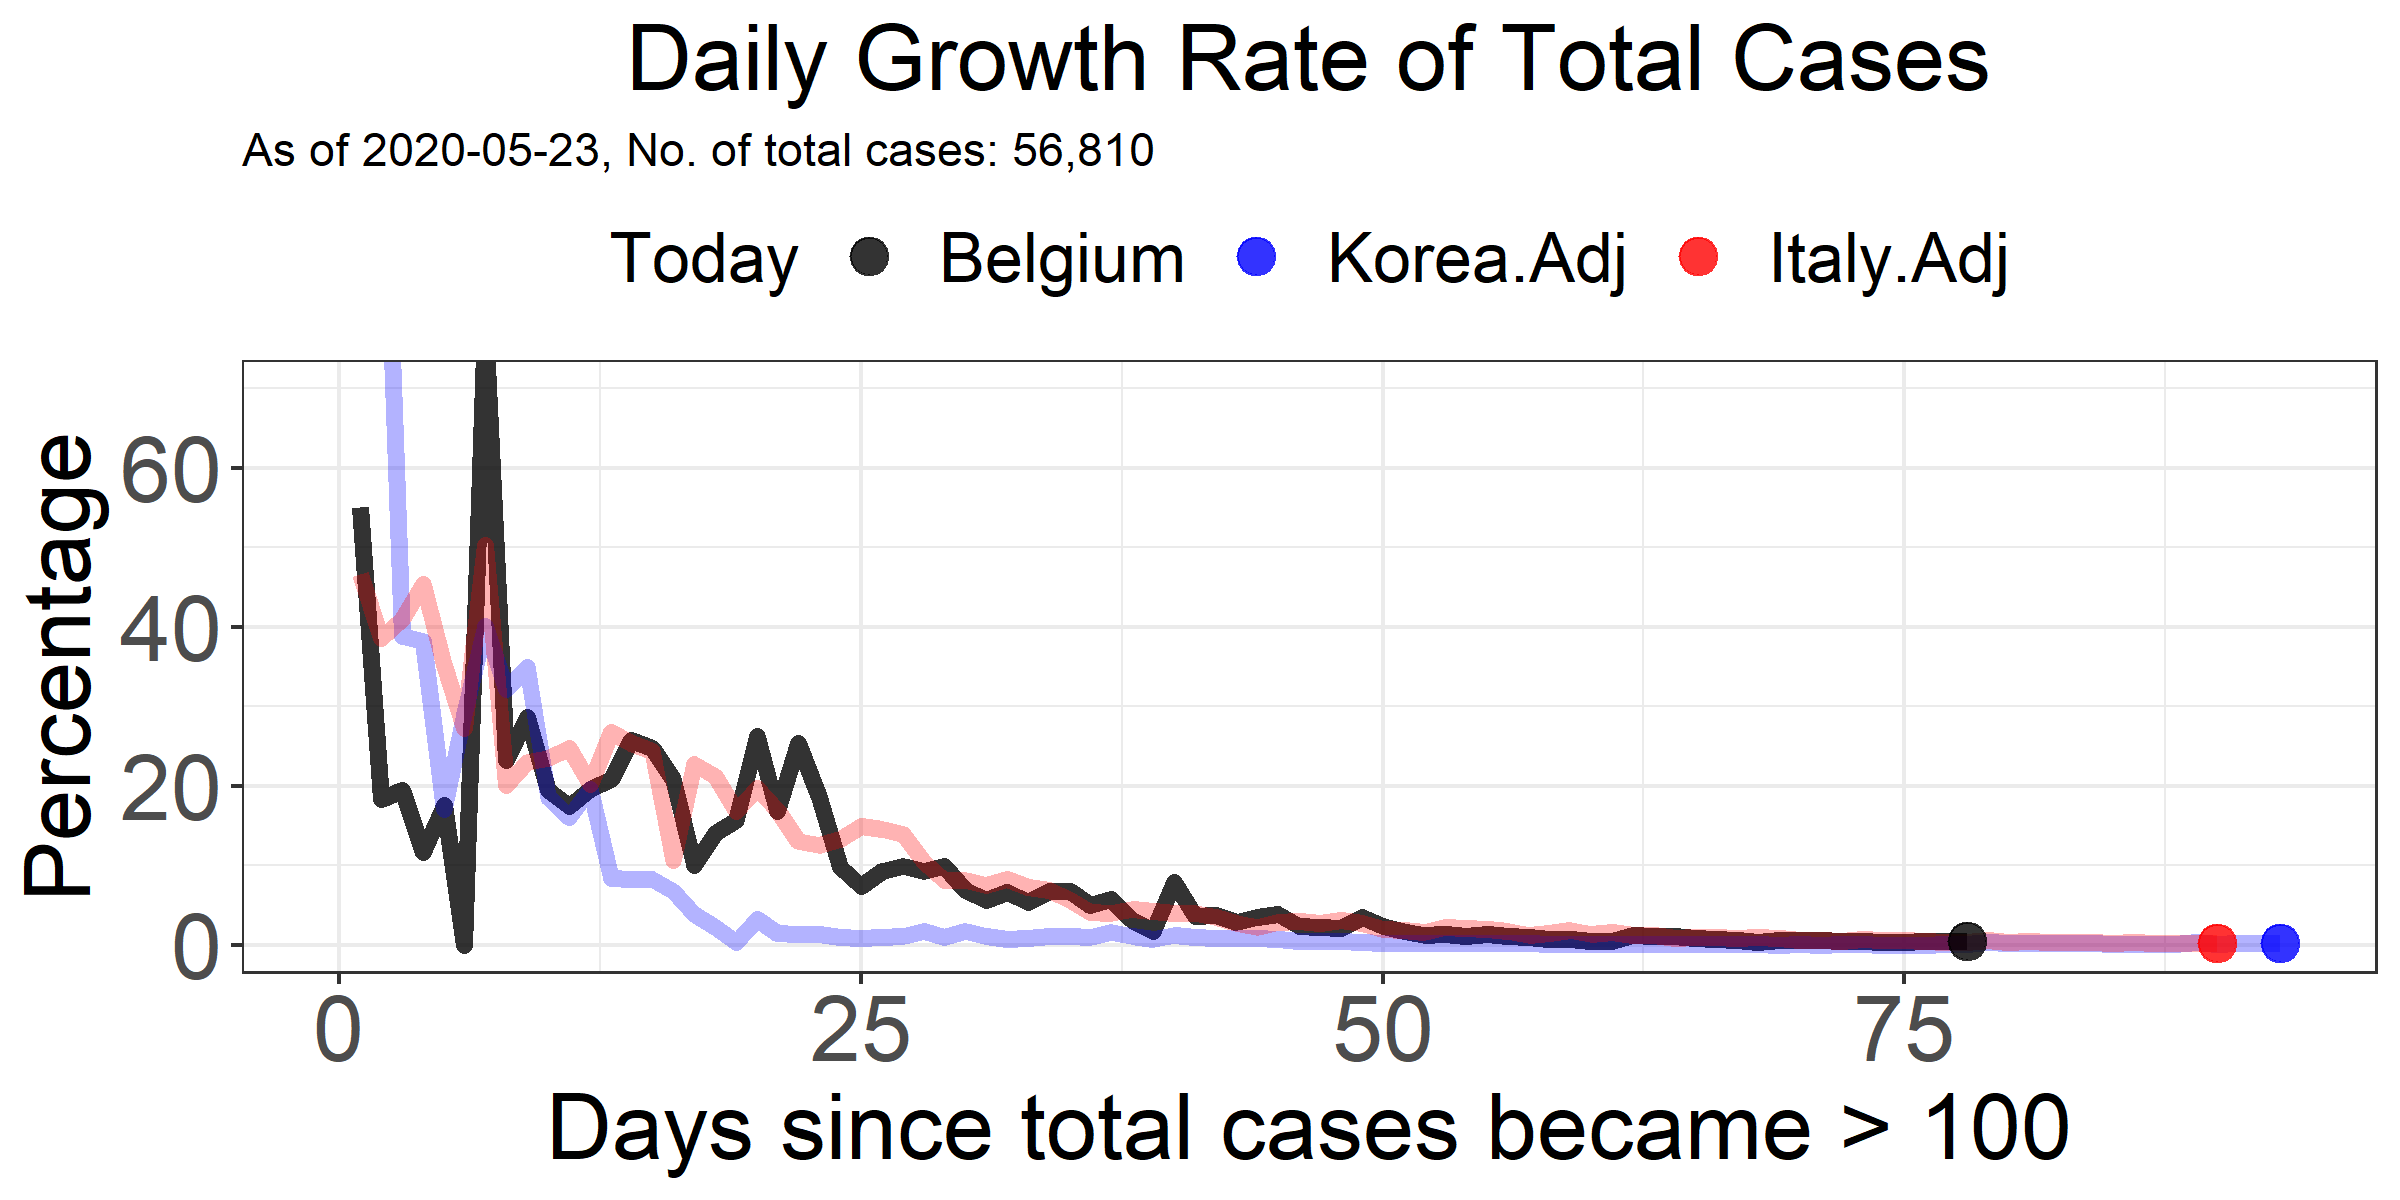 Daily Growth Rate of Total Cases
As of 2020-05-23, No. of total cases: 56,810
Today Belgium Korea.Adj Italy.Adj
Percentage
60
40
20
0
0 25 50 75
Days since total cases became > 100